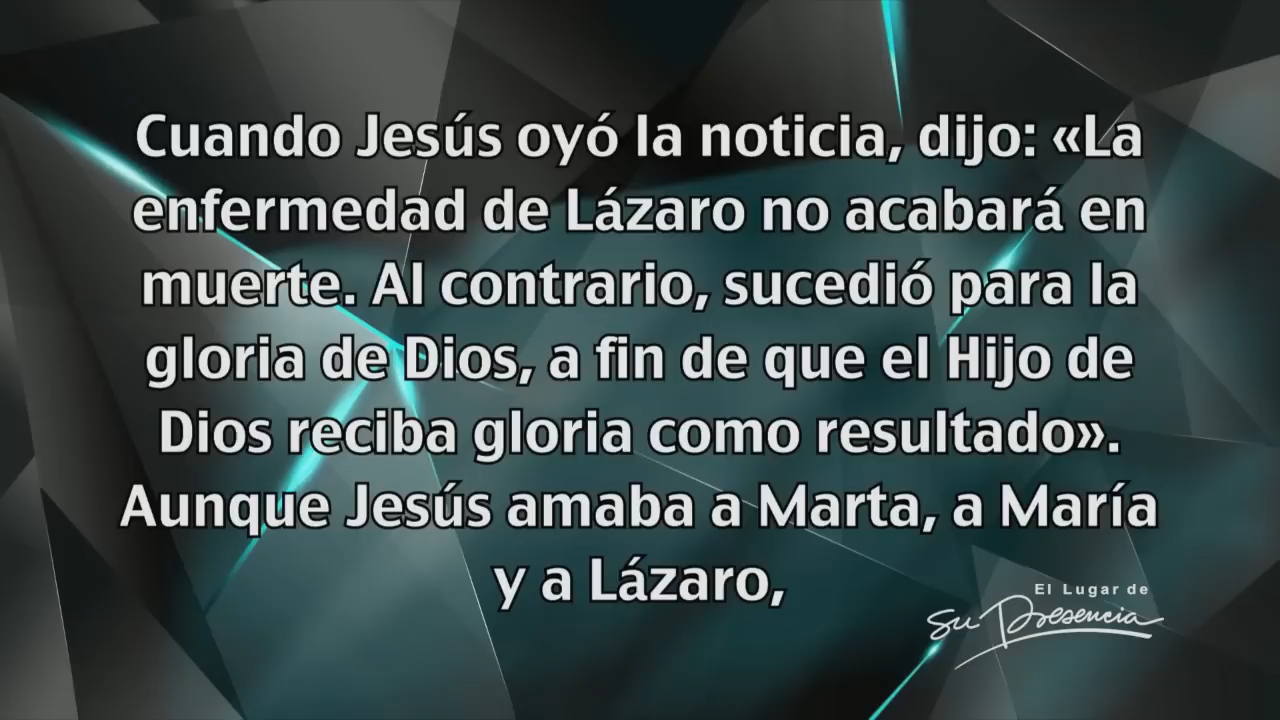 Cuando Jesús oyó la noticia, dijo: «La
enfermedad de Lázaro no acabará en
muerte. Al contrario, sucedió para la
gloria de Dios, a fin de que el Hijo de
Dios reciba gloria como resultado».
Aunque Jesús amaba a Marta, a María
y a Lázaro,
El Lugar de
Su Presencia